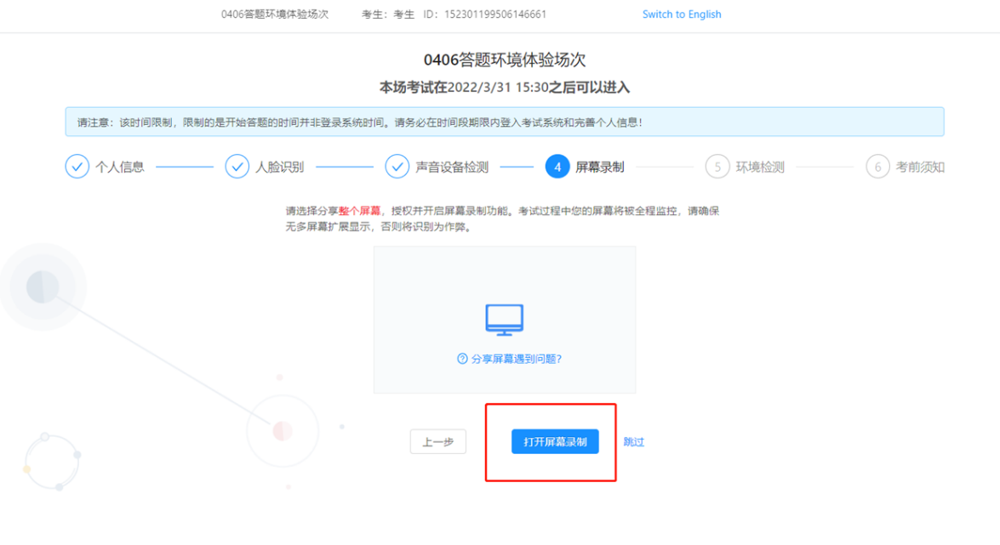 0406答题环境体验场次 考生：考生 ID：152301199506146661 Switch to English
0406答题环境体验场次
本场考试在2022/3/31 15:30之后可以进入
请注意：该时间限制，限制的是开始答题的时间并非登录系统时间。请务必在时间段期限内登入考试系统和完善个人信息！
个人信息 人脸识别 声音设备检测 4 屏幕录制 5 环境检测 6 考前须知
请选择分享整个屏幕，授权并开启屏幕录制功能。考试过程中您的屏幕将被全程监控，请确保
无多屏幕扩展显示，否则将识别为作弊。
? 分享屏幕遇到问题?
上一步 打开屏幕录制 跳过